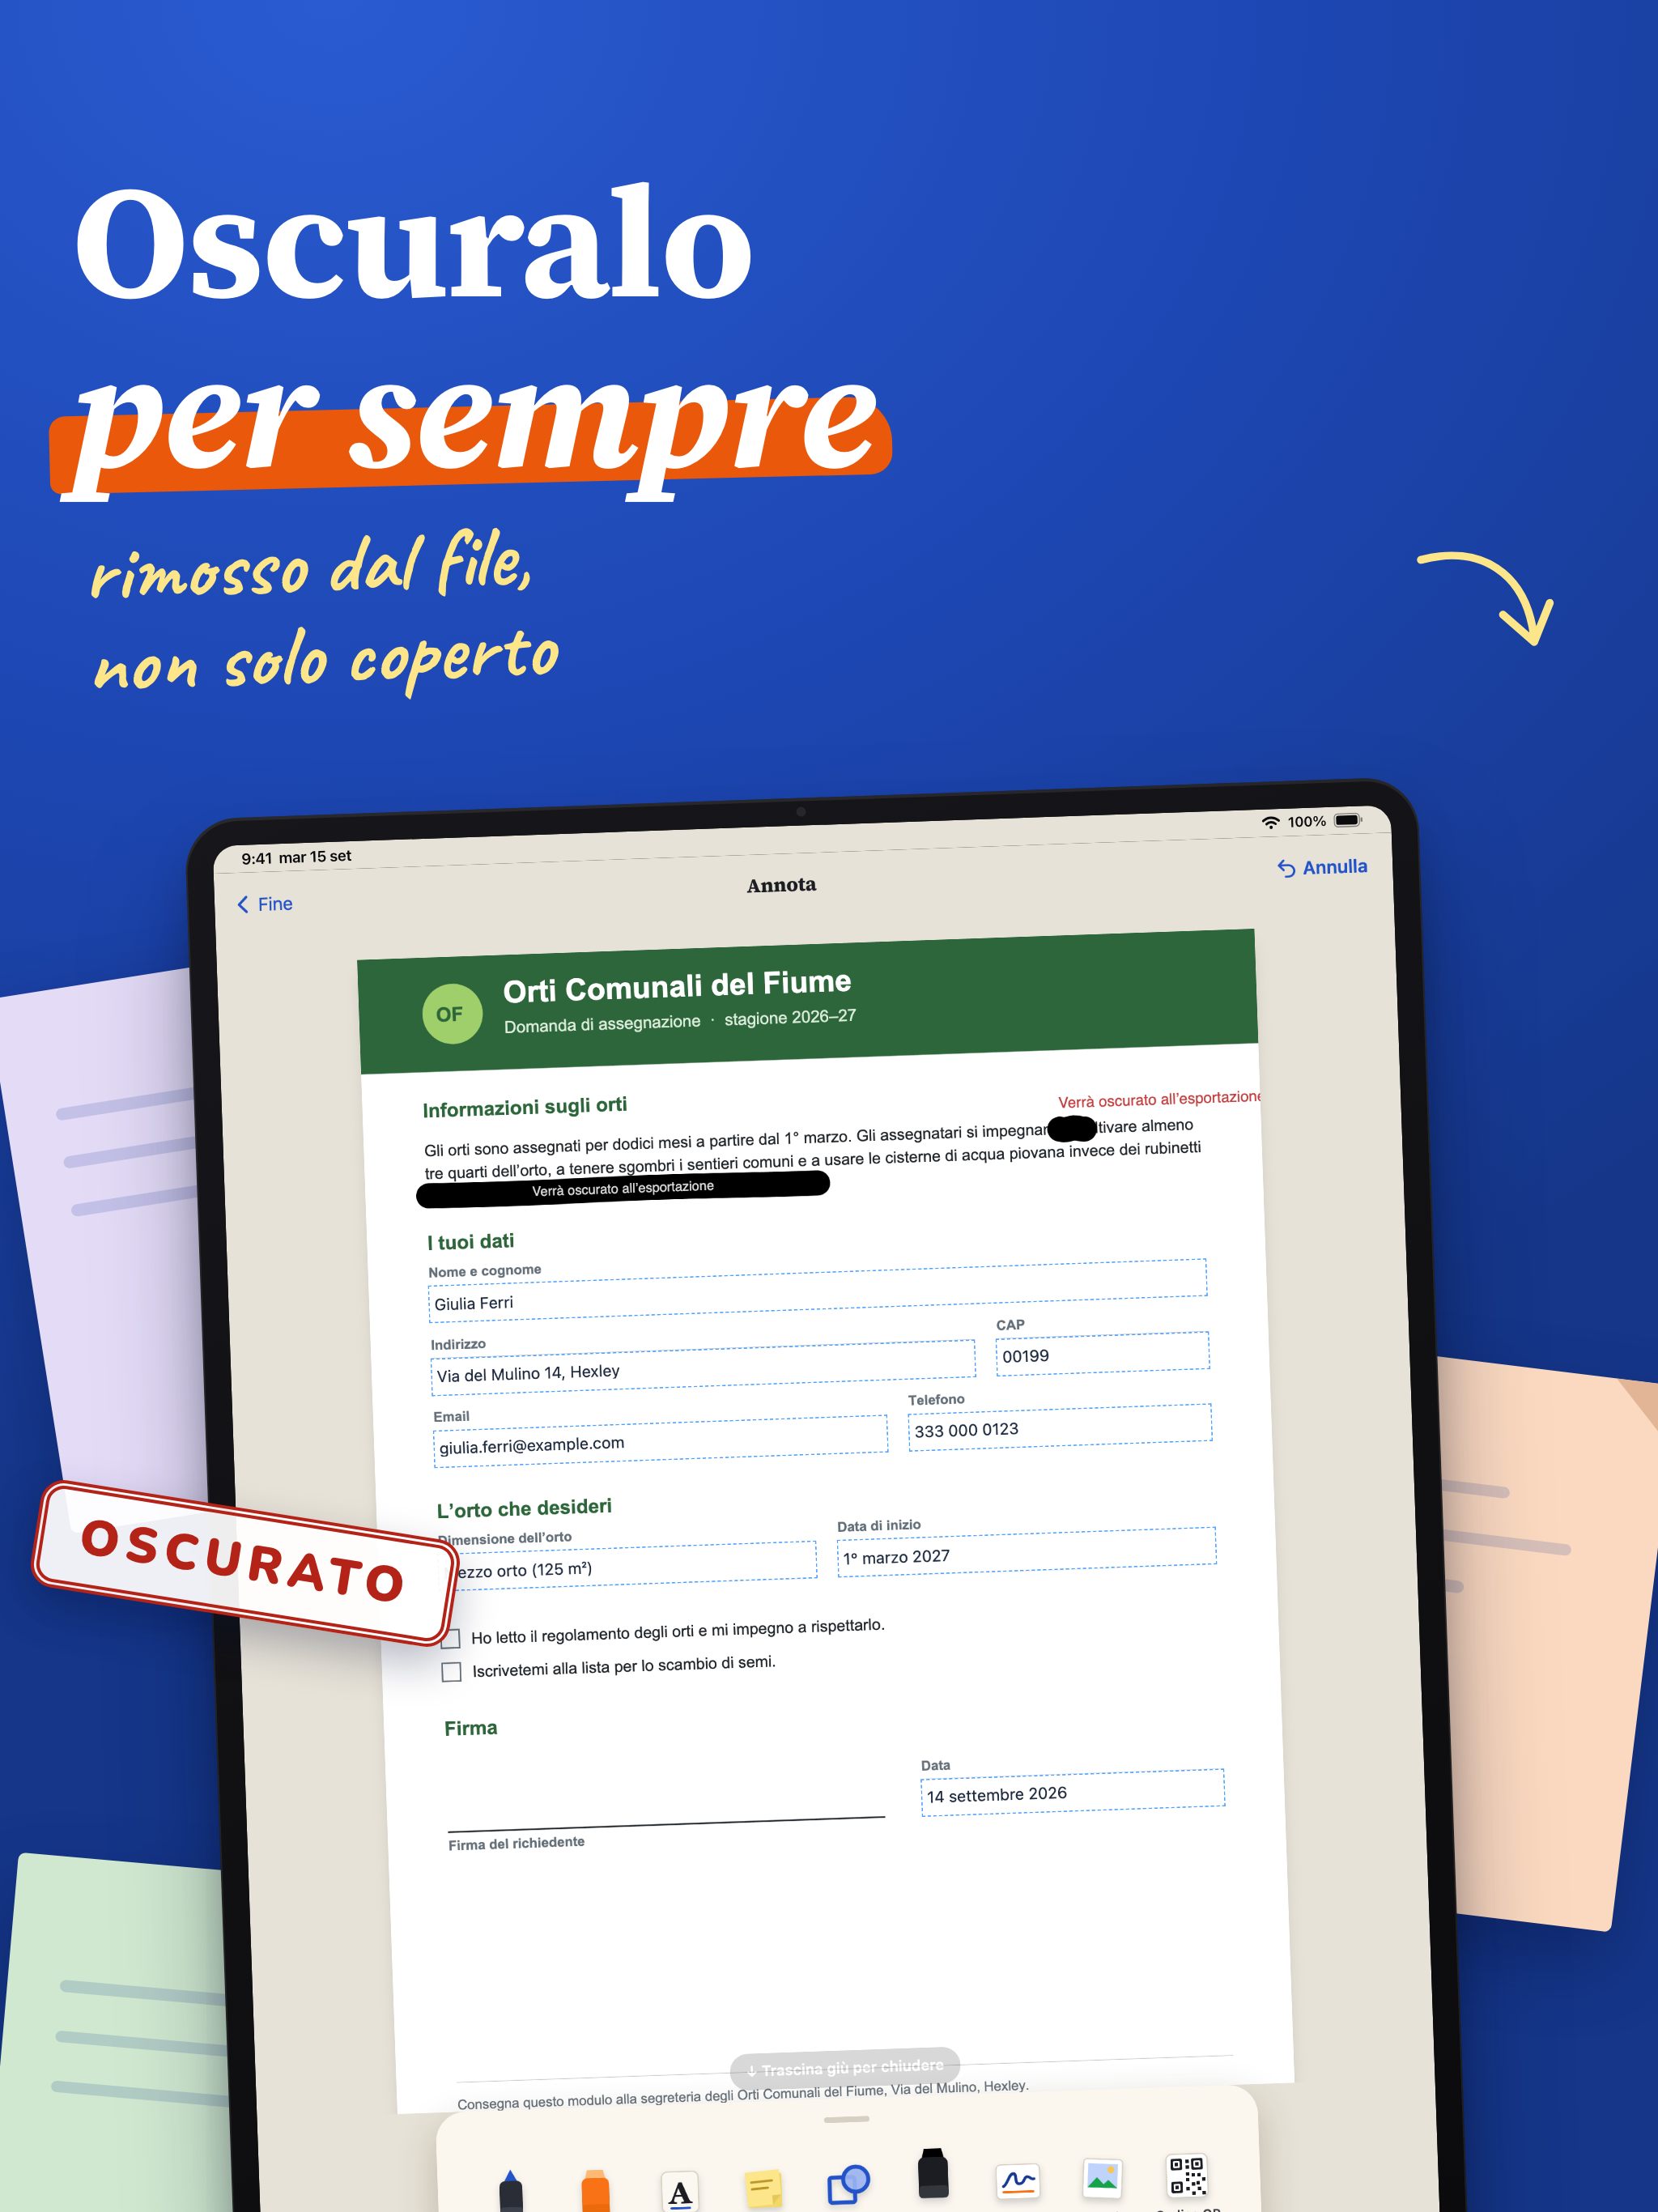 Oscuralo
per sempre
rimosso dal file,
non solo coperto
9:41 mar 15 set
100%
Fine
Annota
Annulla
OF
Orti Comunali del Fiume
Domanda di assegnazione · stagione 2026–27
Informazioni sugli orti
Verrà oscurato all'esportazione
Gli orti sono assegnati per dodici mesi a partire dal 1° marzo. Gli assegnatari si impegnan ltivare almeno
tre quarti dell'orto, a tenere sgombri i sentieri comuni e a usare le cisterne di acqua piovana invece dei rubinetti
Verrà oscurato all'esportazione
I tuoi dati
Nome e cognome
Giulia Ferri
Indirizzo
CAP
Via del Mulino 14, Hexley
00199
Email
Telefono
giulia.ferri@example.com
333 000 0123
L'orto che desideri
Dimensione dell'orto
Data di inizio
ezzo orto (125 m²)
1° marzo 2027
OSCURATO
Ho letto il regolamento degli orti e mi impegno a rispettarlo.
Iscrivetemi alla lista per lo scambio di semi.
Firma
Data
14 settembre 2026
Firma del richiedente
↓ Trascina giù per chiudere
Consegna questo modulo alla segreteria degli Orti Comunali del Fiume, Via del Mulino, Hexley.
A